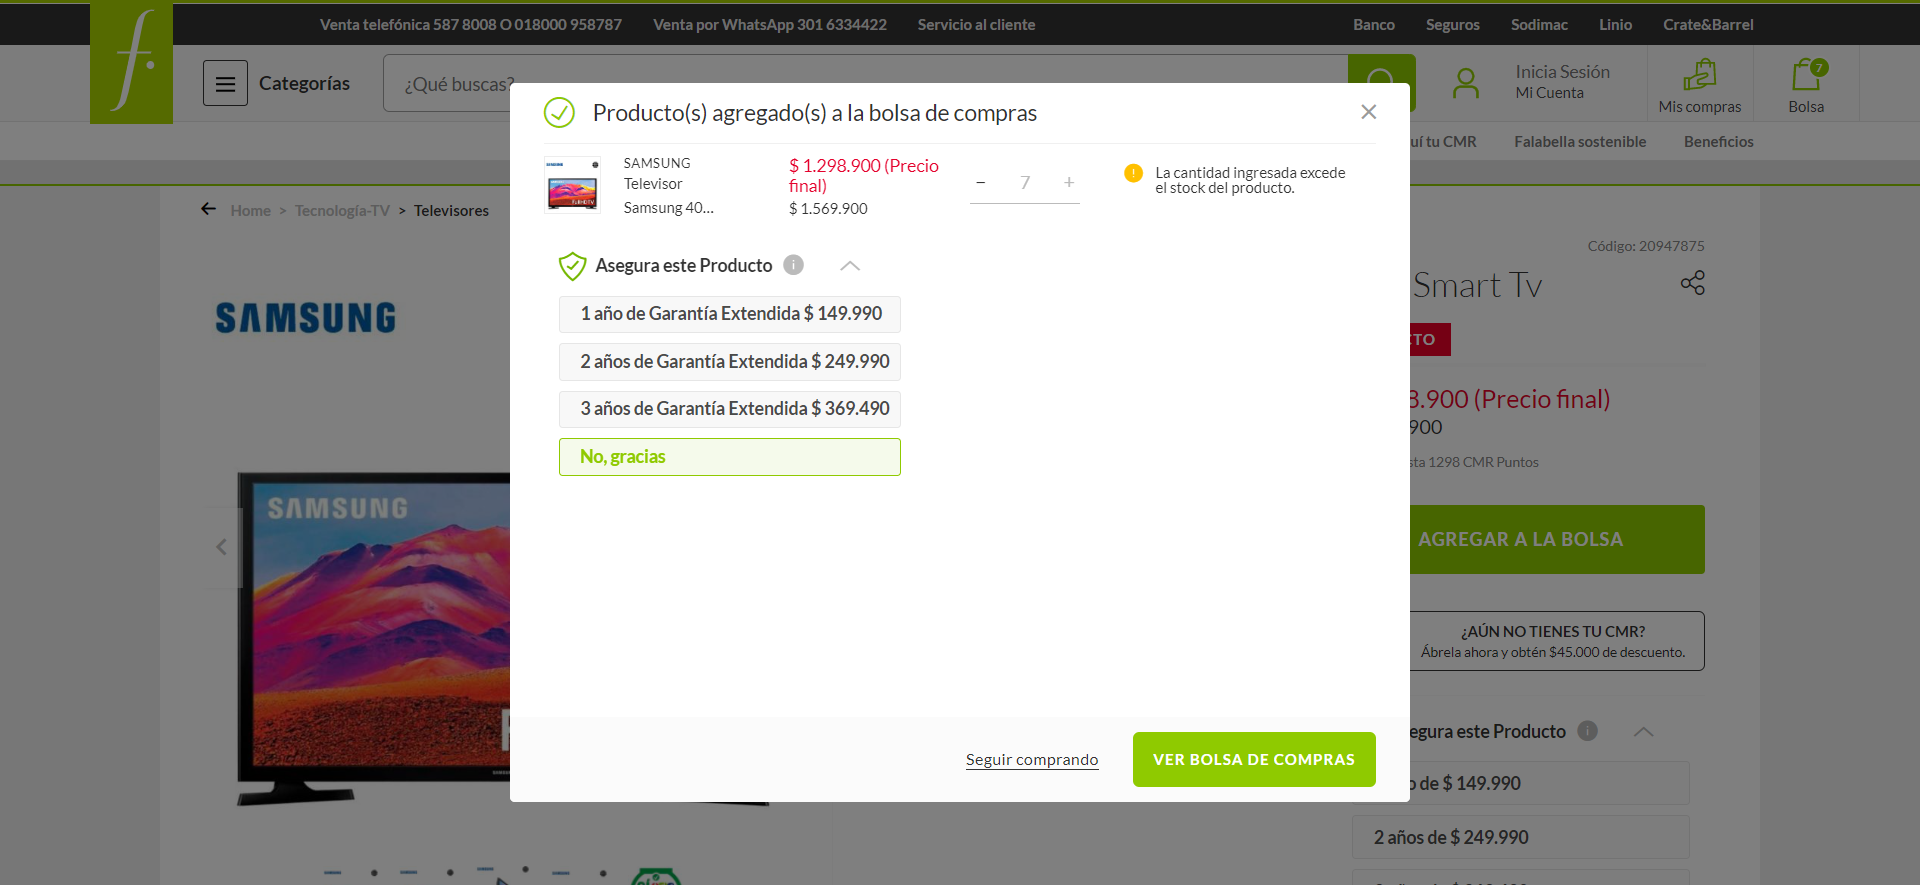 Venta telefónica 587 8008 O 018000 958787
Venta por WhatsApp 301 6334422
Servicio al cliente
Banco
Seguros
Sodimac
Linio
Crate&Barrel
f.
Categorías
¿Qué buscas?
Inicia Sesión
Mi Cuenta
Mis compras
7
Bolsa
uí tu CMR
Falabella sostenible
Beneficios
Home > Tecnología-TV > Televisores
Producto(s) agregado(s) a la bolsa de compras
SAMSUNG
Televisor
Samsung 40...
$ 1.298.900 (Precio
final)
$ 1.569.900
− 7 +
La cantidad ingresada excede
el stock del producto.
Asegura este Producto
1 año de Garantía Extendida $ 149.990
2 años de Garantía Extendida $ 249.990
3 años de Garantía Extendida $ 369.490
No, gracias
Seguir comprando
VER BOLSA DE COMPRAS
SAMSUNG
SAMSUNG
SAMSUNG
Código: 20947875
Smart Tv
CTO
8.900 (Precio final)
900
sta 1298 CMR Puntos
AGREGAR A LA BOLSA
¿AÚN NO TIENES TU CMR?
Ábrela ahora y obtén $45.000 de descuento.
egura este Producto
o de $ 149.990
2 años de $ 249.990